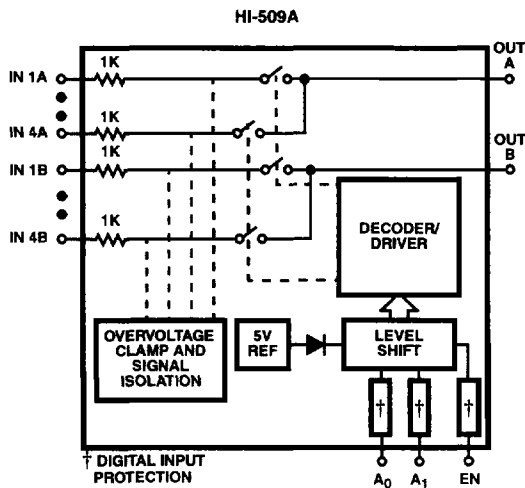 HI-509A
OUT
A
IN 1A
1K
IN 4A
1K
OUT
B
IN 1B
1K
IN 4B
1K
DECODER/
DRIVER
OVERVOLTAGE
CLAMP AND
SIGNAL
ISOLATION
5V
REF
LEVEL
SHIFT
† † †
† DIGITAL INPUT
PROTECTION
A0 A1 EN